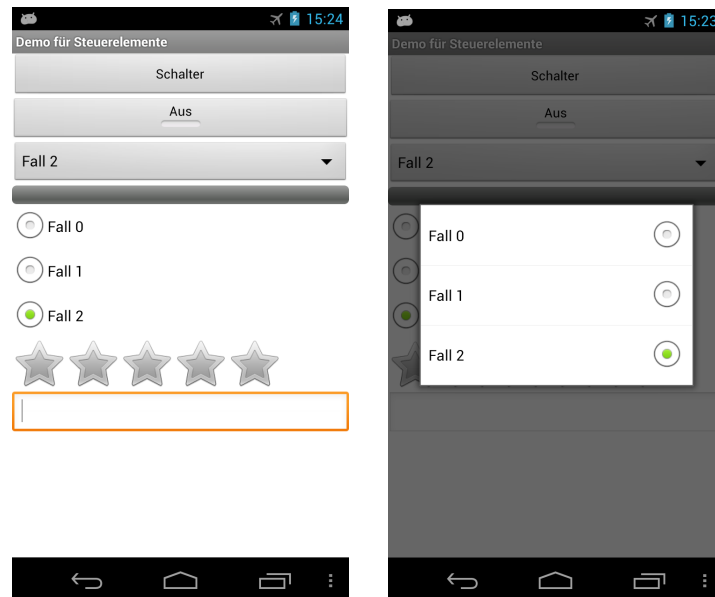 15:24
Demo für Steuerelemente
Schalter
Aus
Fall 2
Fall 0
Fall 1
Fall 2
15:23
Demo für Steuerelemente
Schalter
Aus
Fall 2
Fall 0
Fall 1
Fall 2